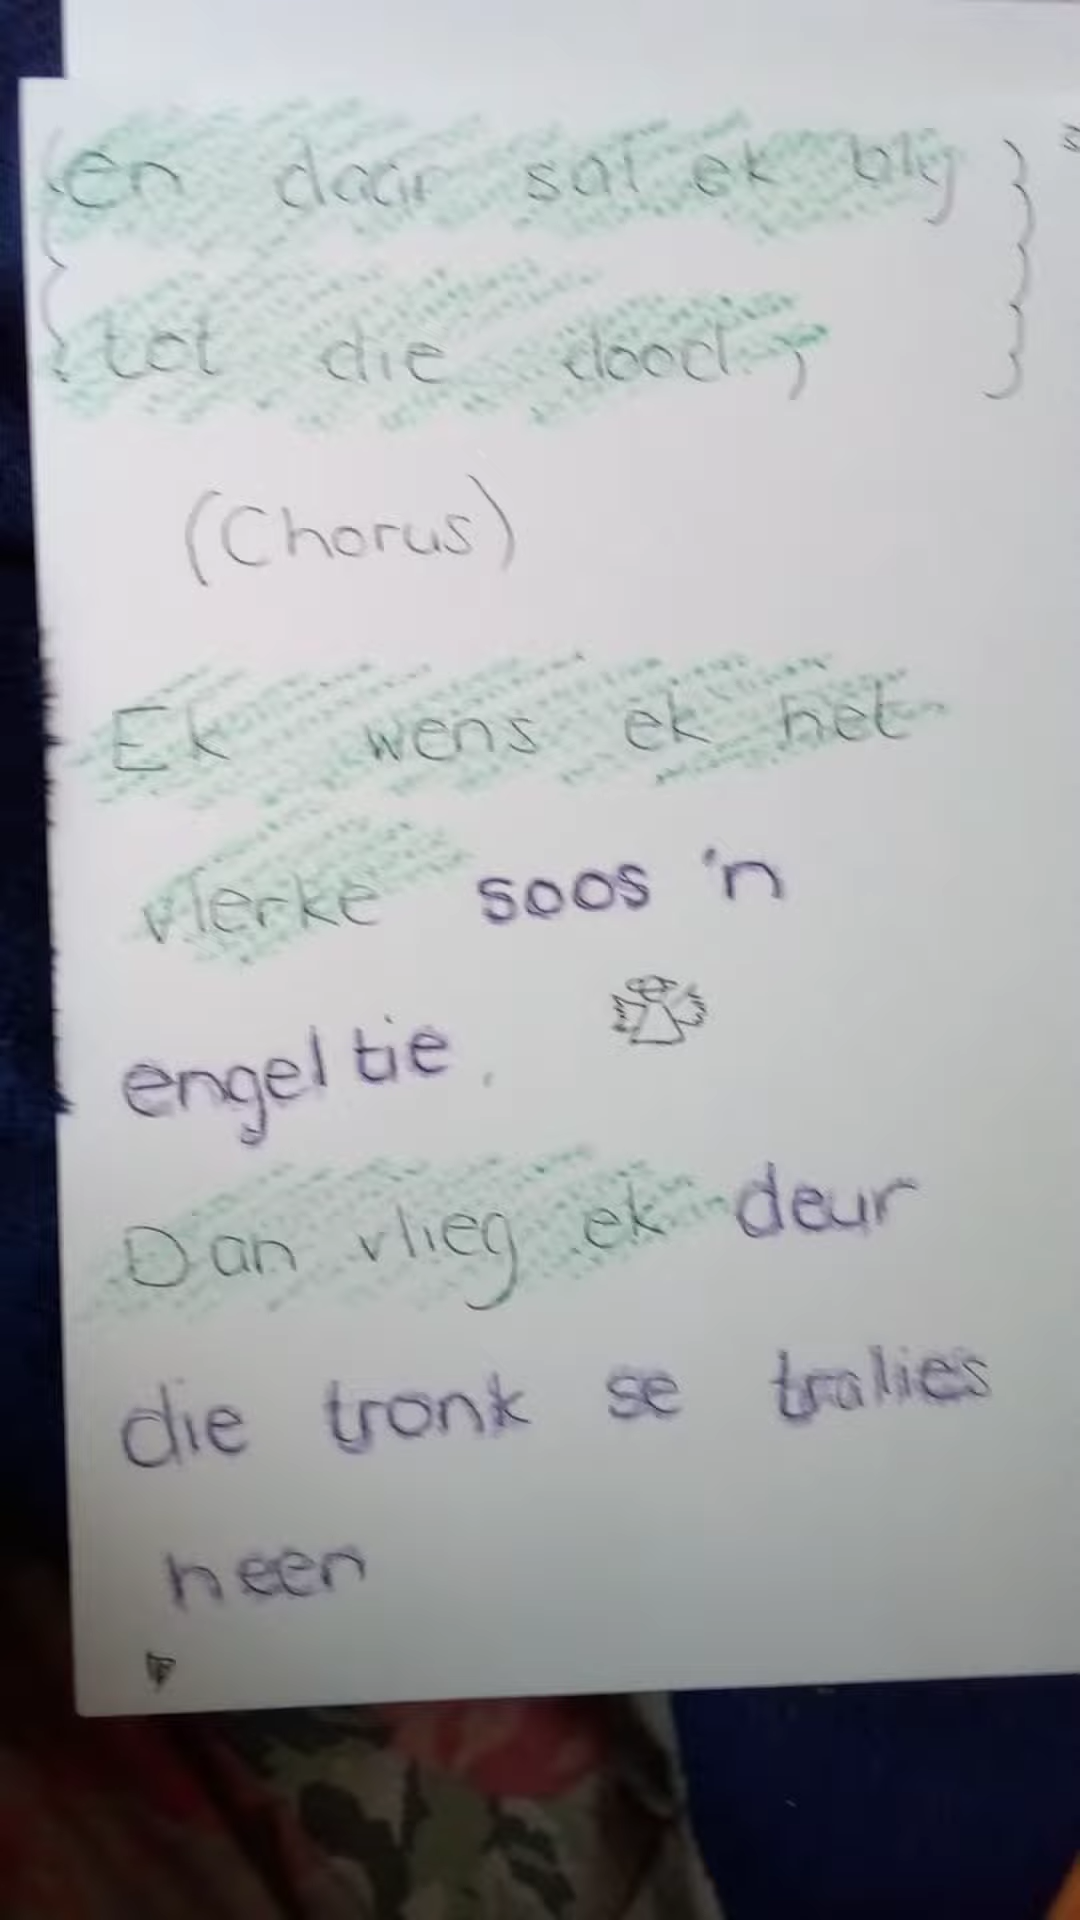 en daar sal ek bly
tot die dood,
(Chorus)
Ek wens ek het
vlerke soos 'n
engeltie.
Dan vlieg ek deur
die tronk se tralies
heen